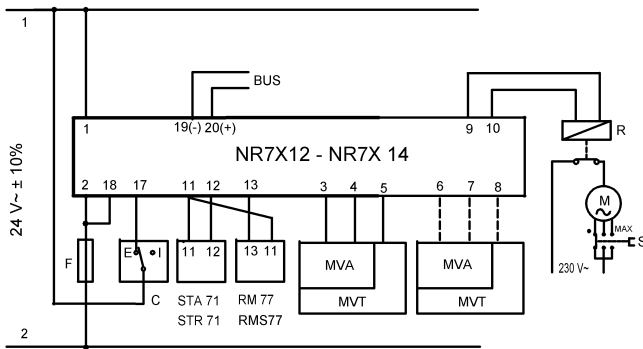 1
BUS
1
19(-) 20(+)
9 10
R
NR7X12 - NR7X 14
24 V~ ± 10%
2 18 17 11 12 13 3 4 5 6 7 8
M
MAX
S
F
E I
11 12
13 11
MVA
MVA
230 V~
C
STA 71
RM 77
MVT
MVT
STR 71
RMS77
2